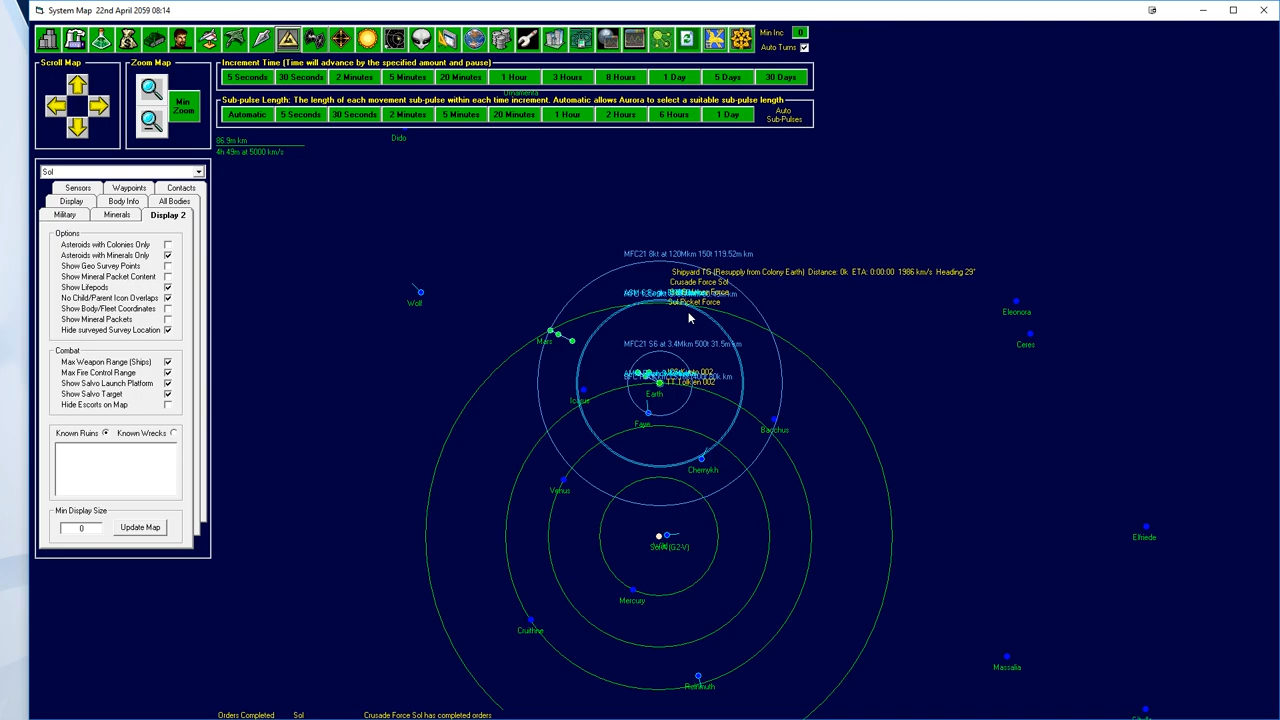 System Map   22nd April 2059 08:14
Min Inc 0
Auto Turns
Scroll Map
Zoom Map
Min Zoom
Increment Time (Time will advance by the specified amount and pause)
5 Seconds 30 Seconds 2 Minutes 5 Minutes 20 Minutes 1 Hour 3 Hours 8 Hours 1 Day 5 Days 30 Days
Ornamenta
Sub-pulse Length: The length of each movement sub-pulse within each time increment. Automatic allows Aurora to select a suitable sub-pulse length
Automatic 5 Seconds 30 Seconds 2 Minutes 5 Minutes 20 Minutes 1 Hour 2 Hours 6 Hours 1 Day
Auto Sub-Pulses
86.9m km
4h 49m at 5000 km/s
Dido
Sol
Sensors Waypoints Contacts
Display Body Info All Bodies
Military Minerals Display 2
Options
Asteroids with Colonies Only
Asteroids with Minerals Only
Show Geo Survey Points
Show Mineral Packet Content
Show Lifepods
No Child/Parent Icon Overlaps
Show Body/Fleet Coordinates
Show Mineral Packets
Hide surveyed Survey Location
Combat
Max Weapon Range (Ships)
Max Fire Control Range
Show Salvo Launch Platform
Show Salvo Target
Hide Escorts on Map
Known Ruins Known Wrecks
Min Display Size
0 Update Map
MFC21 8kt at 120Mkm 150t 119.52m km
Shipyard TG (Resupply from Colony Earth) Distance: 0k ETA: 0:00:00 1986 km/s Heading 29°
Crusade Force Sol
Sol Picket Force
MFC21 S6 at 3.4Mkm 500t 31.5m km
TT Tolkien 002
Wolf
Mars
Icarus
Earth
Faye
Bacchus
Chernykh
Venus
Sol-A (G2-V)
Mercury
Cruithne
Reinmuth
Eleonora
Ceres
Elfriede
Massalia
Orders Completed Sol Crusade Force Sol has completed orders